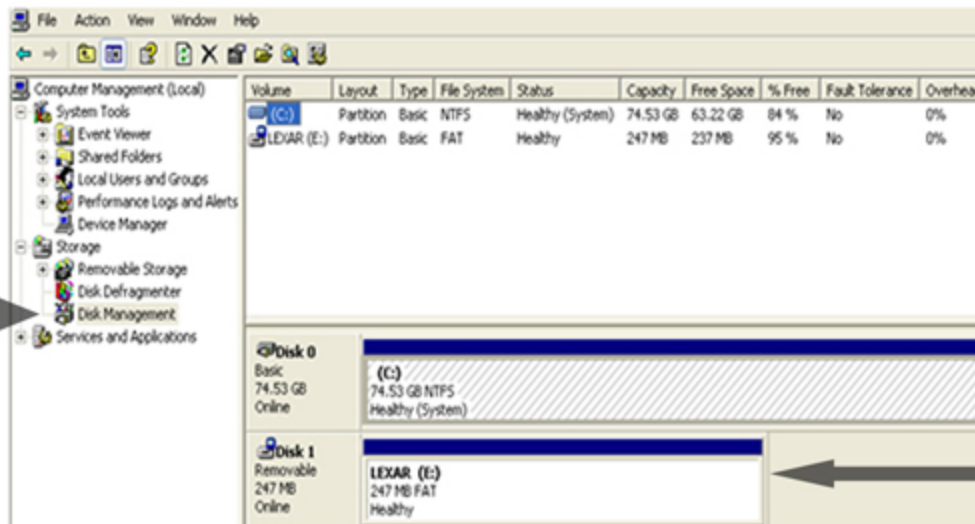 File Action View Window Help
Computer Management (Local)
System Tools
Event Viewer
Shared Folders
Local Users and Groups
Performance Logs and Alerts
Device Manager
Storage
Removable Storage
Disk Defragmenter
Disk Management
Services and Applications
Volume Layout Type File System Status Capacity Free Space % Free Fault Tolerance Overhea
(C:) Partition Basic NTFS Healthy (System) 74.53 GB 63.22 GB 84 % No 0%
LEXAR (E:) Partition Basic FAT Healthy 247 MB 237 MB 95 % No 0%
Disk 0
Basic
74.53 GB
Online
(C:)
74.53 GB NTFS
Healthy (System)
Disk 1
Removable
247 MB
Online
LEXAR (E:)
247 MB FAT
Healthy